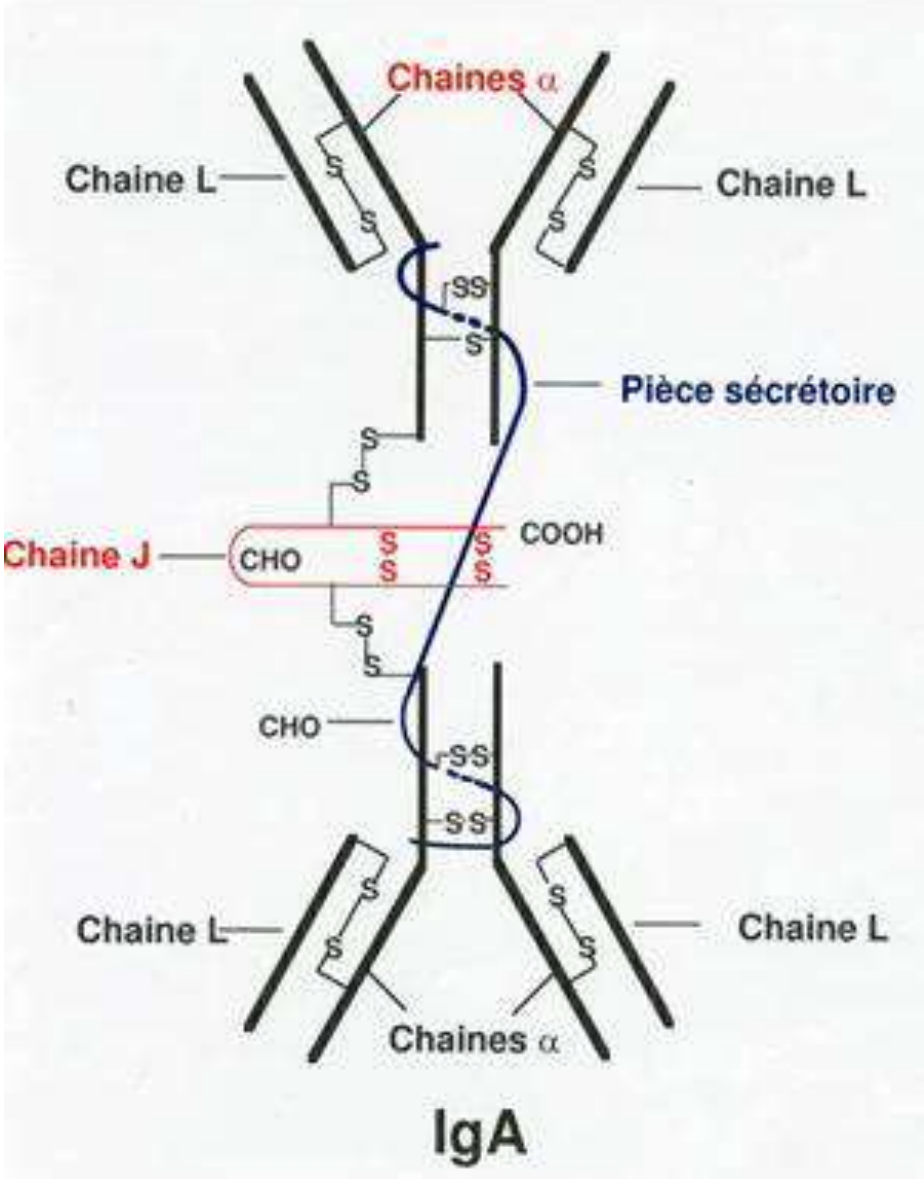 Chaines α
Chaine L
Chaine L
S
S
S
S
SS
S
Pièce sécrétoire
S
S
COOH
Chaine J
CHO
S
S
S
S
S
S
CHO
SS
SS
S
S
S
S
Chaine L
Chaine L
Chaines α
IgA